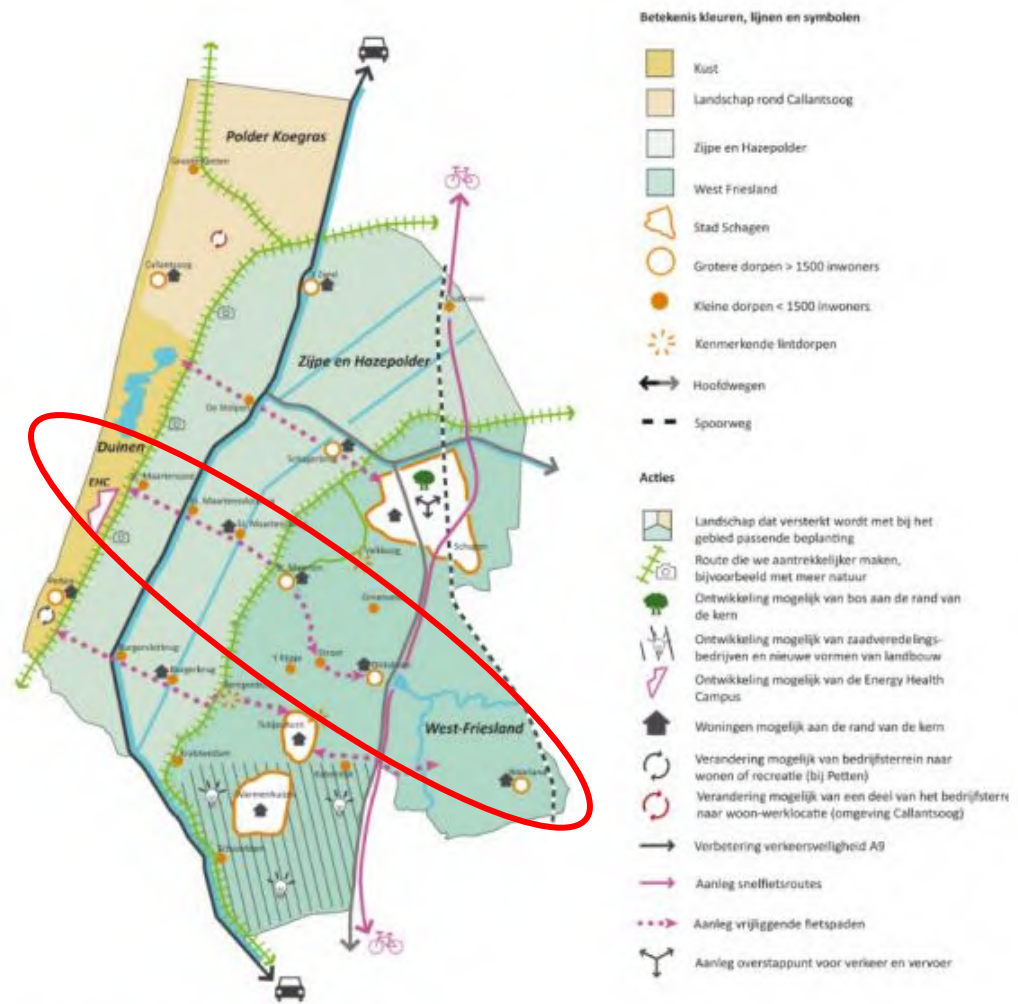 Betekenis kleuren, lijnen en symbolen
Kust
Landschap rond Callantsoog
Zijpe en Hazepolder
West Friesland
Stad Schagen
Grotere dorpen > 1500 inwoners
Kleine dorpen < 1500 inwoners
Kenmerkende lintdorpen
Hoofdwegen
Spoorweg
Acties
Landschap dat versterkt wordt met bij het
gebied passende beplanting
Route die we aantrekkelijker maken,
bijvoorbeeld met meer natuur
Ontwikkeling mogelijk van bos aan de rand van
de kern
Ontwikkeling mogelijk van zaadveredelings-
bedrijven en nieuwe vormen van landbouw
Ontwikkeling mogelijk van de Energy Health
Campus
Woningen mogelijk aan de rand van de kern
Verandering mogelijk van bedrijfsterrein naar
wonen of recreatie (bij Petten)
Verandering mogelijk van een deel van het bedrijfsterre
naar woon-werklocatie (omgeving Callantsoog)
Verbetering verkeersveiligheid A9
Aanleg snelfietsroutes
Aanleg vrijliggende fietspaden
Aanleg overstappunt voor verkeer en vervoer
Polder Koegras
Callantsoog
Zijpe en Hazepolder
De Stolpen
Schagerbrug
Duinen
EHC
Schagen
Petten
Burgervlotbrug
Burgerbrug
't Rijpje
Stroet
West-Friesland
Krabbendam
Warmenhuizen